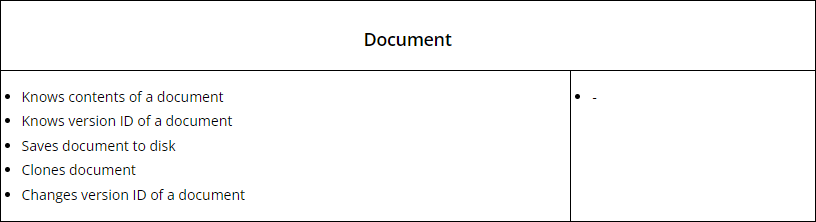 Document
• Knows contents of a document
• Knows version ID of a document
• Saves document to disk
• Clones document
• Changes version ID of a document
• -